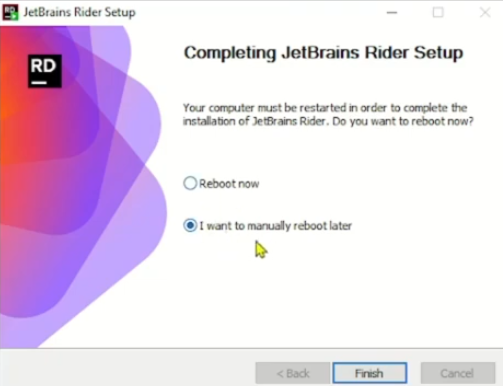 JetBrains Rider Setup
RD
Completing JetBrains Rider Setup
Your computer must be restarted in order to complete the
installation of JetBrains Rider. Do you want to reboot now?
Reboot now
I want to manually reboot later
< Back
Finish
Cancel